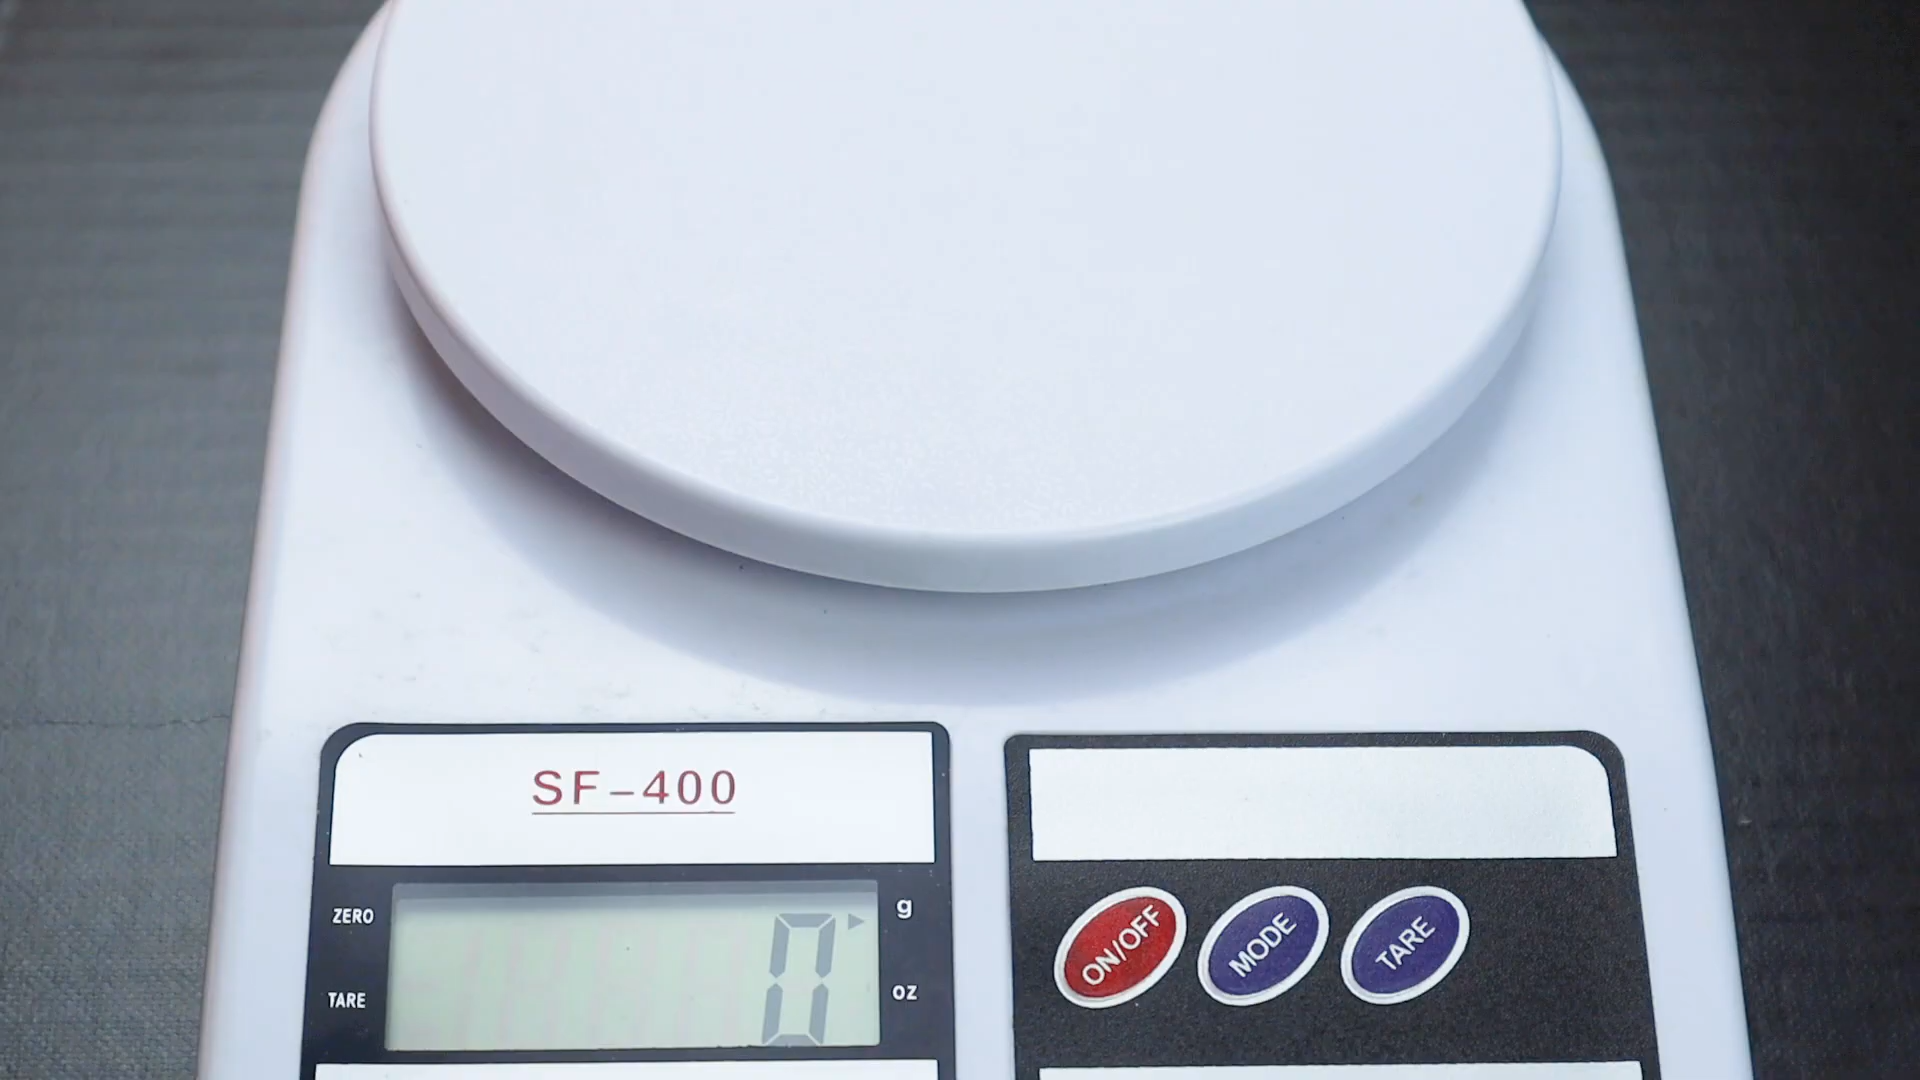 SF-400
ZERO
g
0
TARE
oz
ON/OFF
MODE
TARE